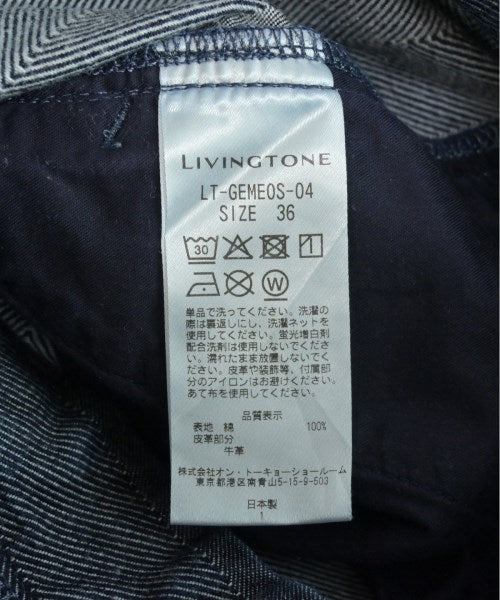 LIVINGTONE
LT-GEMEOS-04
SIZE 36
30
W
単品で洗ってください。洗濯の
際は裏返しにし、洗濯ネットを
使用してください。蛍光増白剤
配合洗剤は使用しないでくださ
い。濡れたまま放置しないでく
ださい。皮革や装飾等、付属部
分のアイロンはお避けください。
あて布を使用してください。
品質表示
表地 綿 100%
皮革部分
牛革
株式会社オン・トーキョーショールーム
東京都港区南青山5-15-9-503
日本製
1